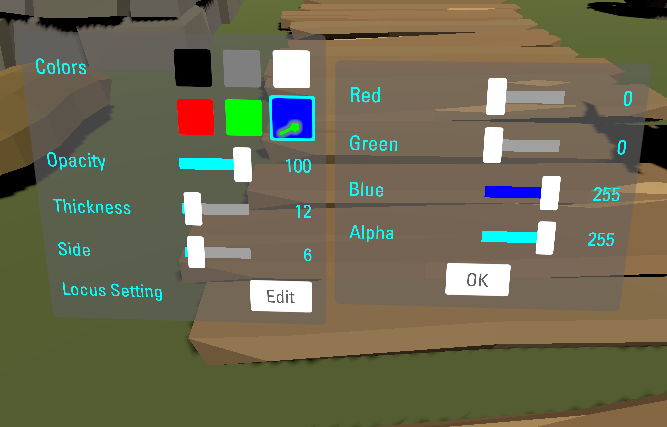 Colors
Opacity 100
Thickness 12
Side 6
Locus Setting Edit
Red 0
Green 0
Blue 255
Alpha 255
OK